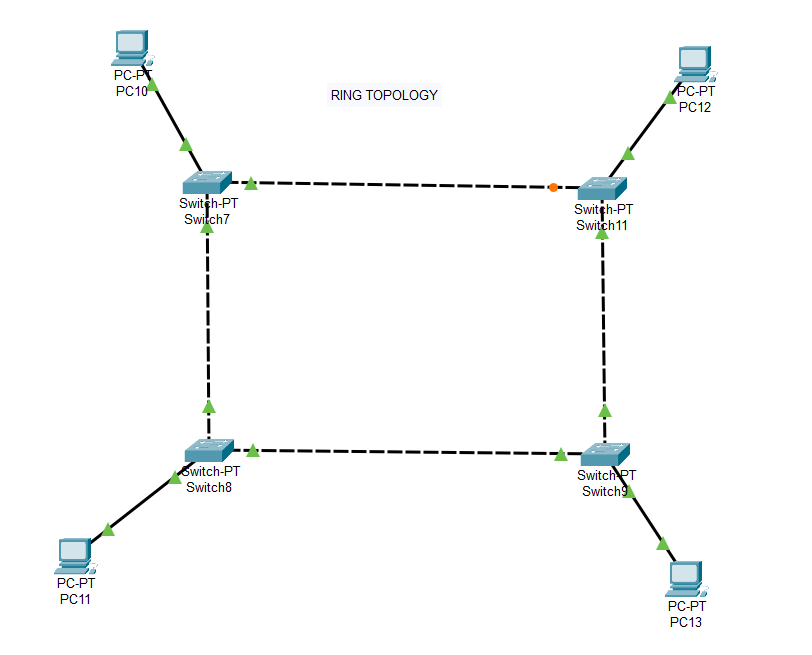 PC-PT
PC10
RING TOPOLOGY
PC-PT
PC12
Switch-PT
Switch7
Switch-PT
Switch11
Switch-PT
Switch8
Switch-PT
Switch9
PC-PT
PC11
PC-PT
PC13